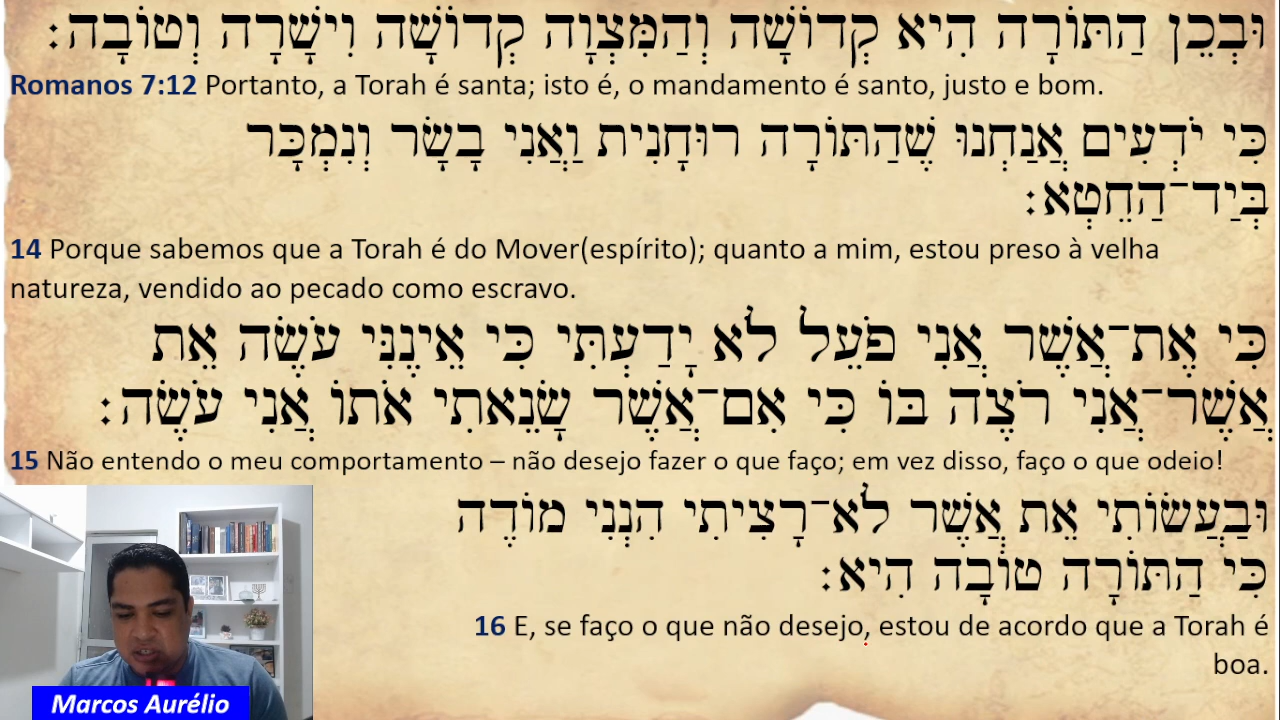 וּבְכֵן הַתּוֹרָה הִיא קְדוֹשָׁה וְהַמִּצְוָה קְדוֹשָׁה וִישָׁרָה וְטוֹבָה׃
Romanos 7:12 Portanto, a Torah é santa; isto é, o mandamento é santo, justo e bom.
כִּי יֹדְעִים אֲנַחְנוּ שֶׁהַתּוֹרָה רוּחָנִית וַאֲנִי בָשָׂר וְנִמְכָּר
בְּיַד־הַחֵטְא׃
14 Porque sabemos que a Torah é do Mover(espírito); quanto a mim, estou preso à velha
natureza, vendido ao pecado como escravo.
כִּי אֶת־אֲשֶׁר אֲנִי פֹעֵל לֹא יָדַעְתִּי כִּי אֵינֶנִּי עֹשֶׂה אֵת
אֲשֶׁר־אֲנִי רֹצֶה בּוֹ כִּי אִם־אֲשֶׁר שָׂנֵאתִי אֹתוֹ אֲנִי עֹשֶׂה׃
15 Não entendo o meu comportamento – não desejo fazer o que faço; em vez disso, faço o que odeio!
וּבַעֲשׂוֹתִי אֵת אֲשֶׁר לֹא־רָצִיתִי הִנְנִי מוֹדֶה
כִּי הַתּוֹרָה טוֹבָה הִיא׃
16 E, se faço o que não desejo, estou de acordo que a Torah é
boa.
Marcos Aurélio